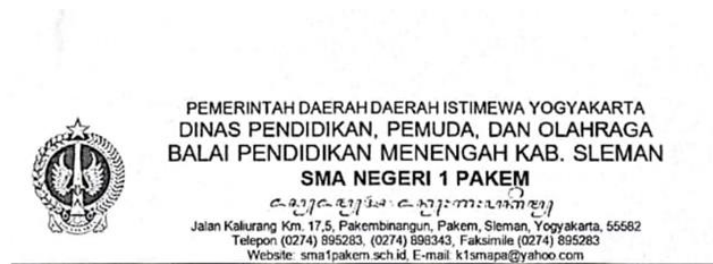 PEMERINTAH DAERAH DAERAH ISTIMEWA YOGYAKARTA
DINAS PENDIDIKAN, PEMUDA, DAN OLAHRAGA
BALAI PENDIDIKAN MENENGAH KAB. SLEMAN
SMA NEGERI 1 PAKEM
Jalan Kaliurang Km. 17,5, Pakembinangun, Pakem, Sleman, Yogyakarta, 55582
Telepon (0274) 895283, (0274) 898343, Faksimile (0274) 895283
Website: sma1pakem.sch.id, E-mail: k1smapa@yahoo.com